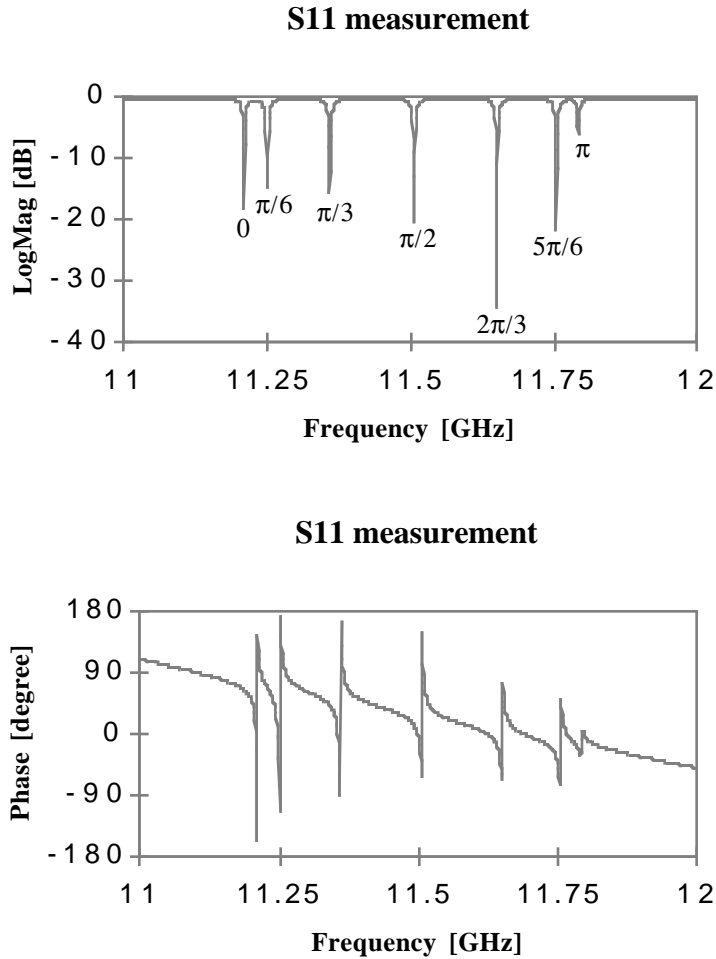 S11 measurement
0
-10
-20
-30
-40
LogMag [dB]
0
π/6
π/3
π/2
2π/3
5π/6
π
11 11.25 11.5 11.75 12
Frequency [GHz]
S11 measurement
180
90
0
-90
-180
Phase [degree]
11 11.25 11.5 11.75 12
Frequency [GHz]